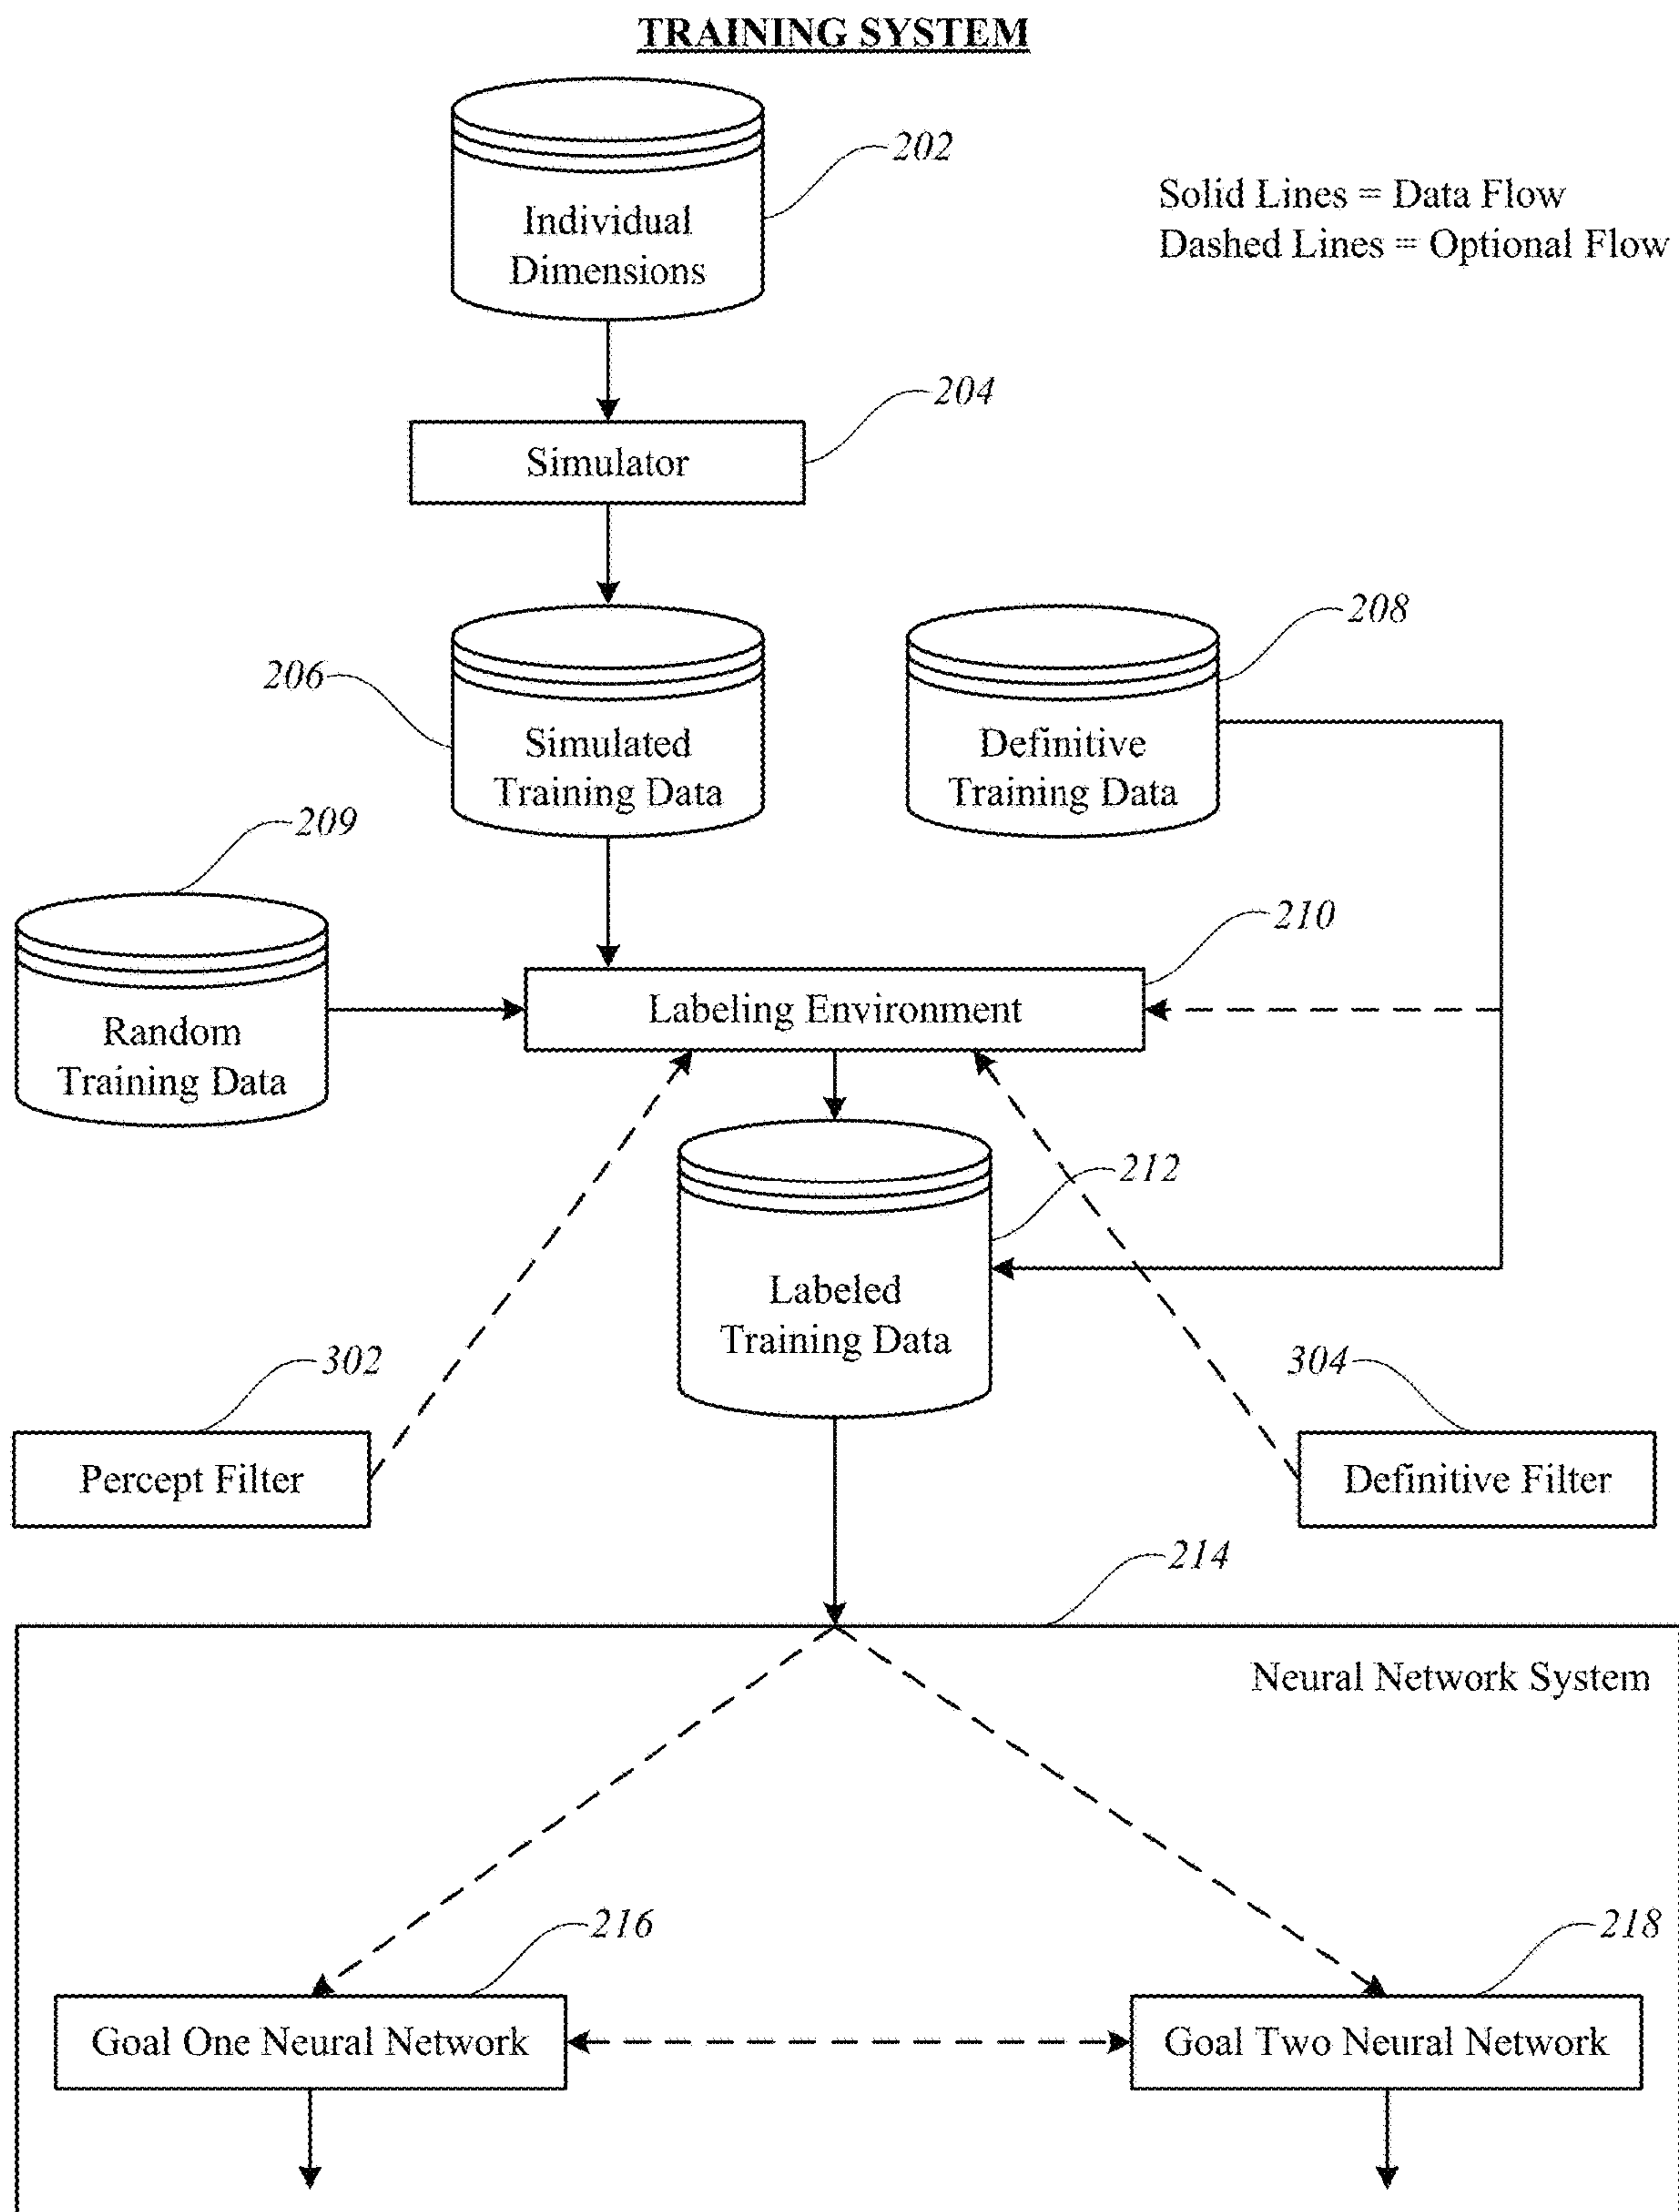 TRAINING SYSTEM
202
Individual
Dimensions
Solid Lines = Data Flow
Dashed Lines = Optional Flow
204
Simulator
206
Simulated
Training Data
208
Definitive
Training Data
209
Random
Training Data
210
Labeling Environment
212
Labeled
Training Data
302
Percept Filter
304
Definitive Filter
214
Neural Network System
216
Goal One Neural Network
218
Goal Two Neural Network